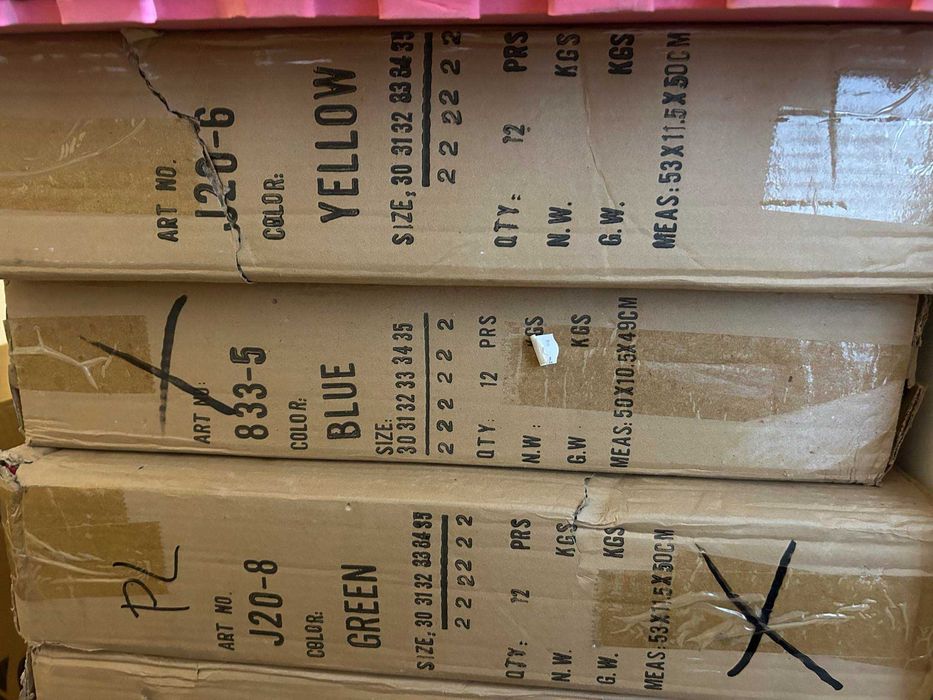 ART NO.
J20-6
COLOR:
YELLOW
SIZE: 30 31 32 33 34 35
2 2 2 2 2 2
QTY: 12 PRS
N.W. KGS
G.W. KGS
MEAS: 53X11.5X50CM
ART NO:
833-5
COLOR:
BLUE
SIZE:
30 31 32 33 34 35
2 2 2 2 2 2
QTY. 12 PRS
N.W: KGS
G.W KGS
MEAS: 50X10.5X49CM
PL
ART NO.
J20-8
COLOR:
GREEN
SIZE: 30 31 32 33 34 35
2 2 2 2 2 2
QTY: 12 PRS
N.W. KGS
G.W. KGS
MEAS: 53X11.5X50CM
X